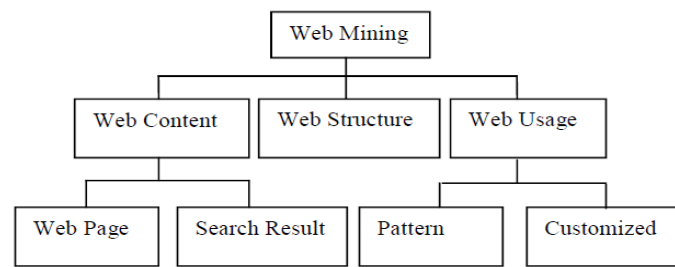 Web Mining
Web Content
Web Structure
Web Usage
Web Page
Search Result
Pattern
Customized